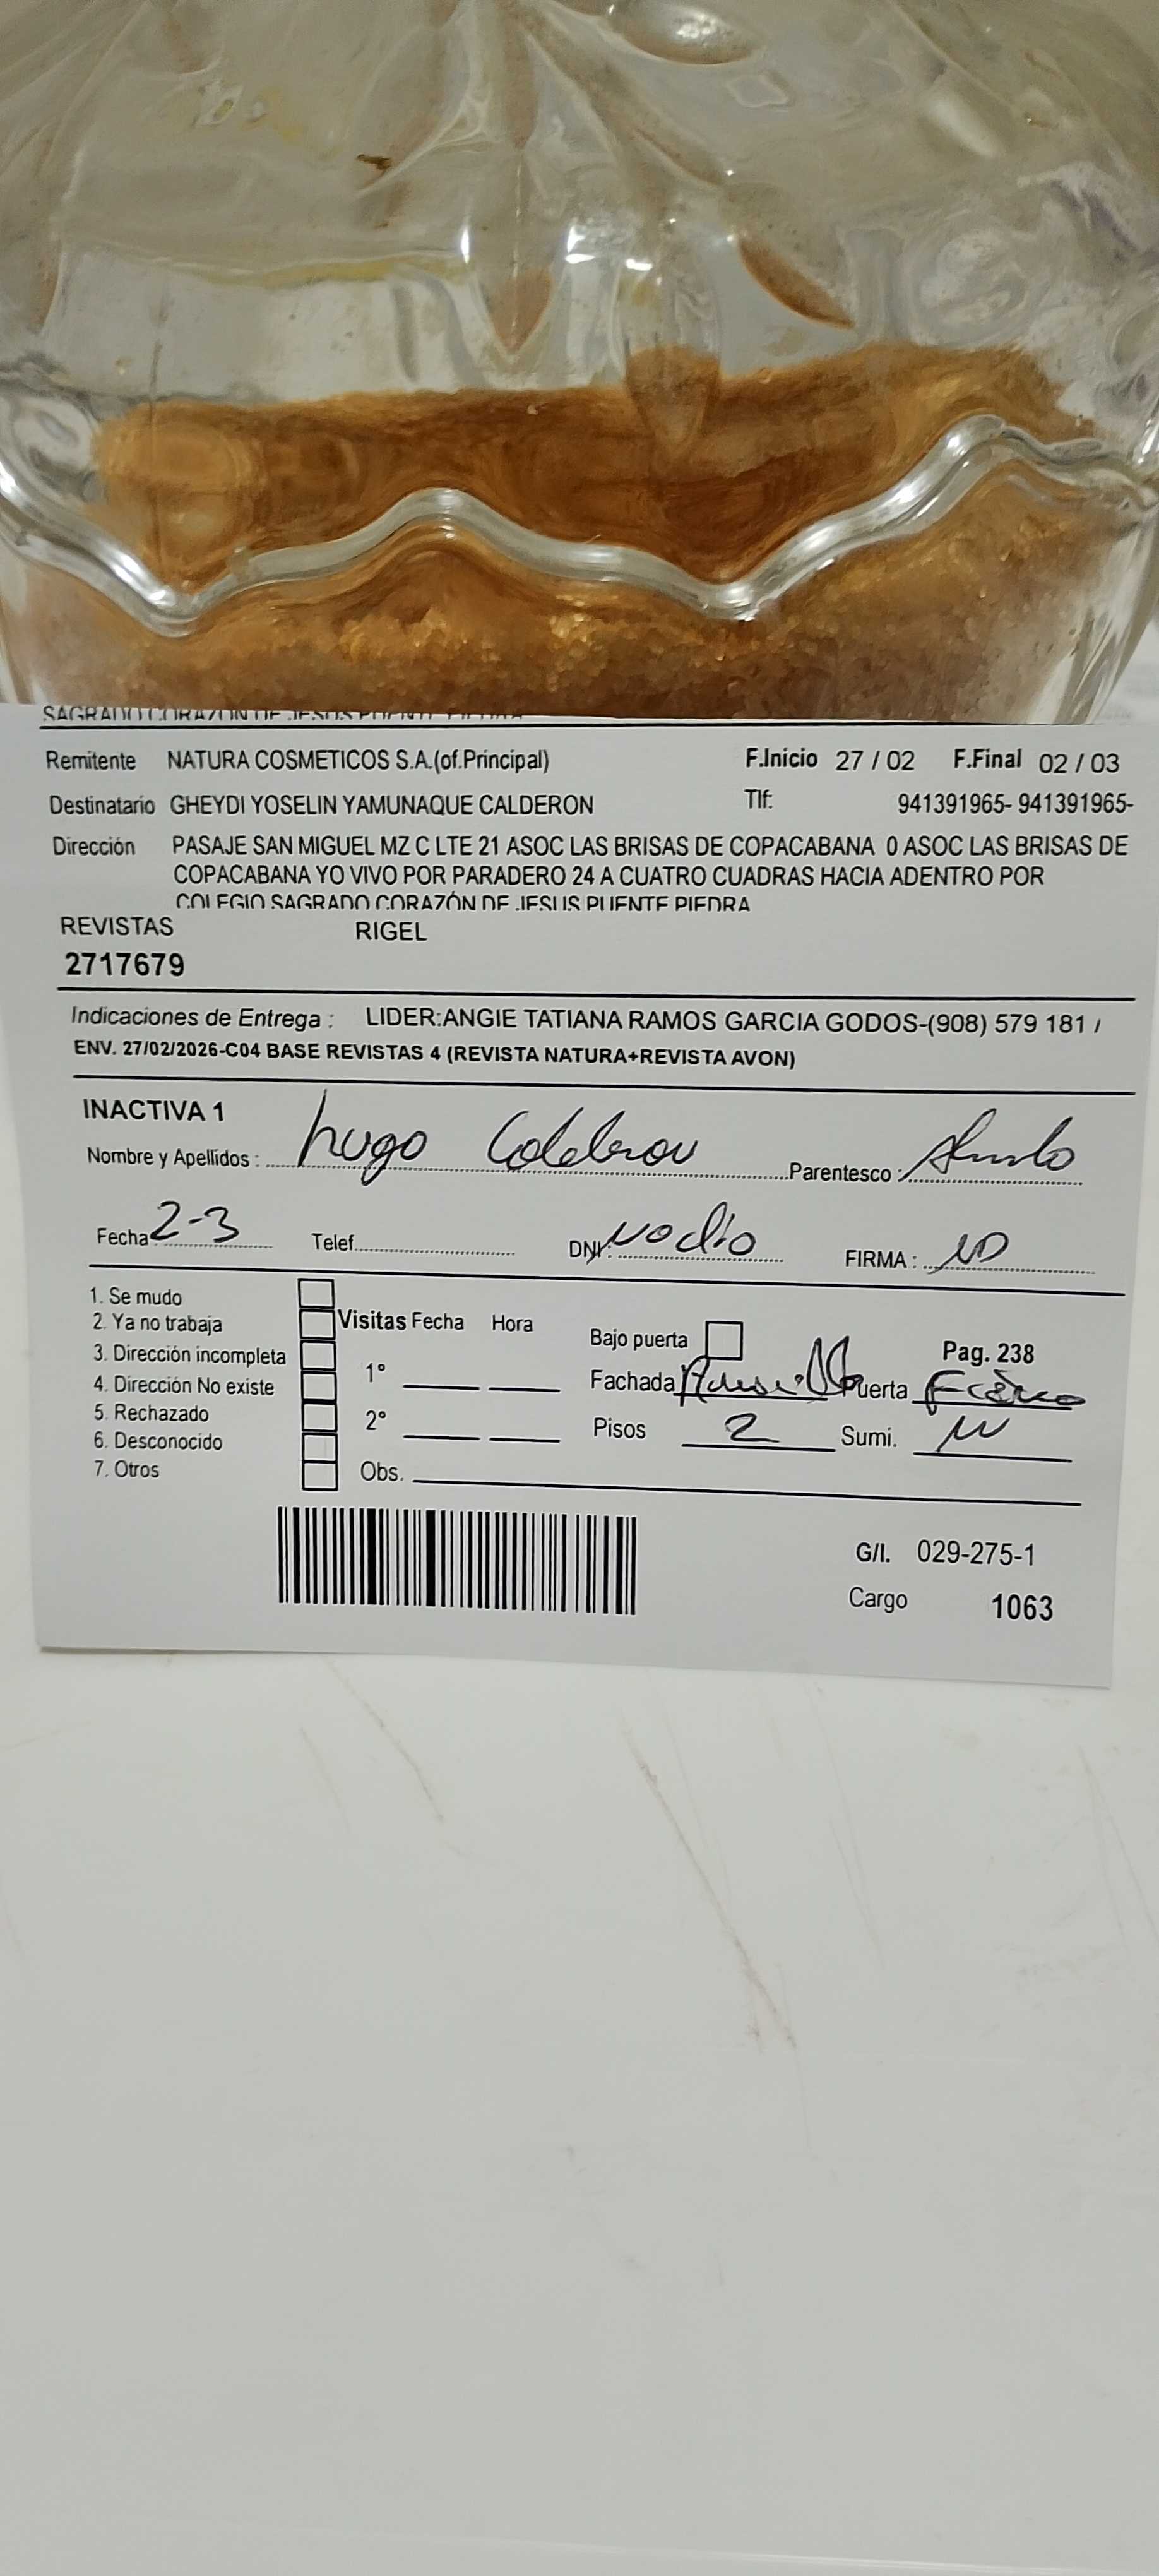 SAGRADO CORAZÓN DE JESUS PUENTE PIEDRA
Remitente NATURA COSMETICOS S.A.(of.Principal) F.Inicio 27 / 02 F.Final 02 / 03
Destinatario GHEYDI YOSELIN YAMUNAQUE CALDERON Tlf: 941391965- 941391965-
Dirección PASAJE SAN MIGUEL MZ C LTE 21 ASOC LAS BRISAS DE COPACABANA 0 ASOC LAS BRISAS DE
COPACABANA YO VIVO POR PARADERO 24 A CUATRO CUADRAS HACIA ADENTRO POR
COLEGIO SAGRADO CORAZÓN DE JESUS PUENTE PIEDRA
REVISTAS RIGEL
2717679
Indicaciones de Entrega : LIDER:ANGIE TATIANA RAMOS GARCIA GODOS-(908) 579 181 /
ENV. 27/02/2026-C04 BASE REVISTAS 4 (REVISTA NATURA+REVISTA AVON)
INACTIVA 1
Nombre y Apellidos : hugo Calderon Parentesco :
Fecha 2-3 Telef. DNI: no dio FIRMA : ND
1. Se mudo
2. Ya no trabaja Visitas Fecha Hora Bajo puerta
3. Dirección incompleta 1° Fachada Puerta Pag. 238
4. Dirección No existe
5. Rechazado 2° Pisos 2 Sumi.
6. Desconocido
7. Otros Obs.
G/I. 029-275-1
Cargo 1063